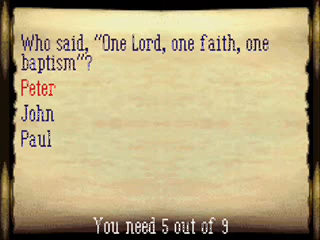 Who said, "One Lord, one faith, one
baptism"?
Peter
John
Paul
You need 5 out of 9